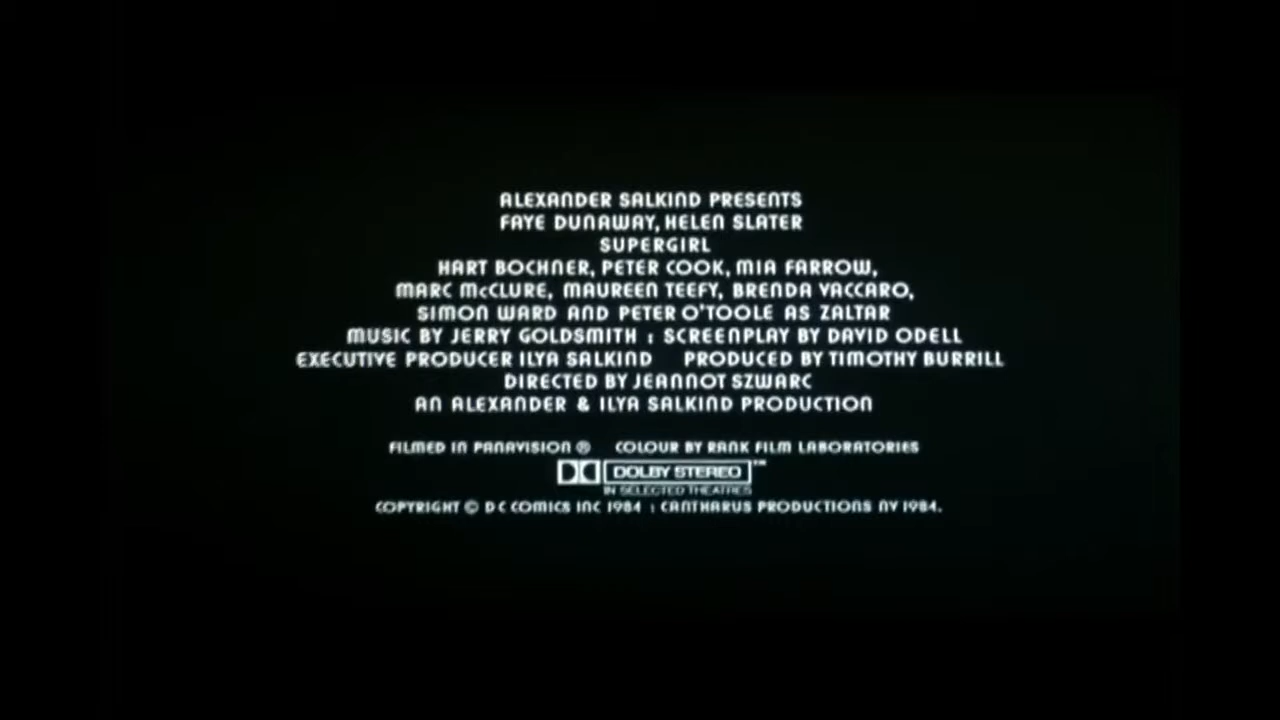 ALEXANDER SALKIND PRESENTS
FAYE DUNAWAY, HELEN SLATER
SUPERGIRL
HART BOCHNER, PETER COOK, MIA FARROW,
MARC McCLURE, MAUREEN TEEFY, BRENDA VACCARO,
SIMON WARD AND PETER O'TOOLE AS ZALTAR
MUSIC BY JERRY GOLDSMITH : SCREENPLAY BY DAVID ODELL
EXECUTIVE PRODUCER ILYA SALKIND PRODUCED BY TIMOTHY BURRILL
DIRECTED BY JEANNOT SZWARC
AN ALEXANDER & ILYA SALKIND PRODUCTION
FILMED IN PANAVISION ® COLOUR BY RANK FILM LABORATORIES
DOLBY STEREO ™
IN SELECTED THEATRES
COPYRIGHT © D C COMICS INC 1984 : CANTHARUS PRODUCTIONS NV 1984.